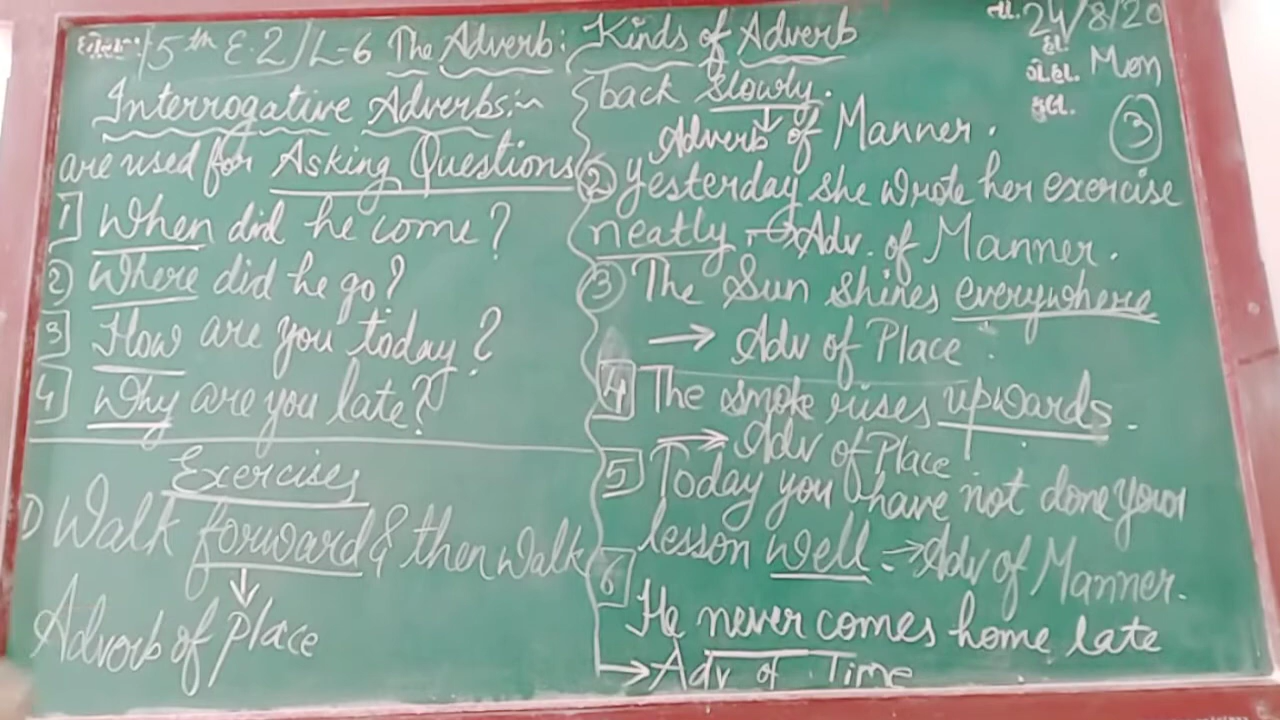 5th E.2 L-6 The Adverb: Kinds of Adverb
Interrogative Adverbs:~
are used for Asking Questions
1 When did he come?
2 Where did he go?
3 How are you today?
4 Why are you late?
Exercises
1) Walk forward & then walk
Adverb of Place
તા. 24/8/20
Mon
3
back slowly.
Adverb of Manner.
2 Yesterday she wrote her exercise
neatly. → Adv. of Manner.
3 The Sun shines everywhere
→ Adv of Place.
4 The smoke rises upwards.
→ Adv of Place
5 Today you have not done your
lesson well → Adv of Manner.
6
He never comes home late
→ Adv of Time